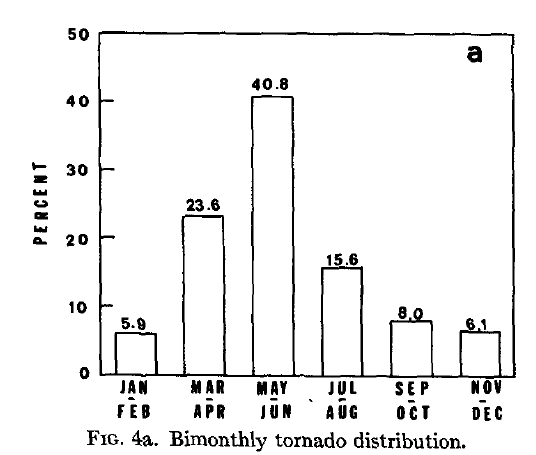 50
a
40.8
40
30
PERCENT
23.6
20
15.6
10
8.0
5.9
6.1
0
JAN MAR MAY JUL SEP NOV
– – – – – –
FEB APR JUN AUG OCT DEC
FIG. 4a. Bimonthly tornado distribution.